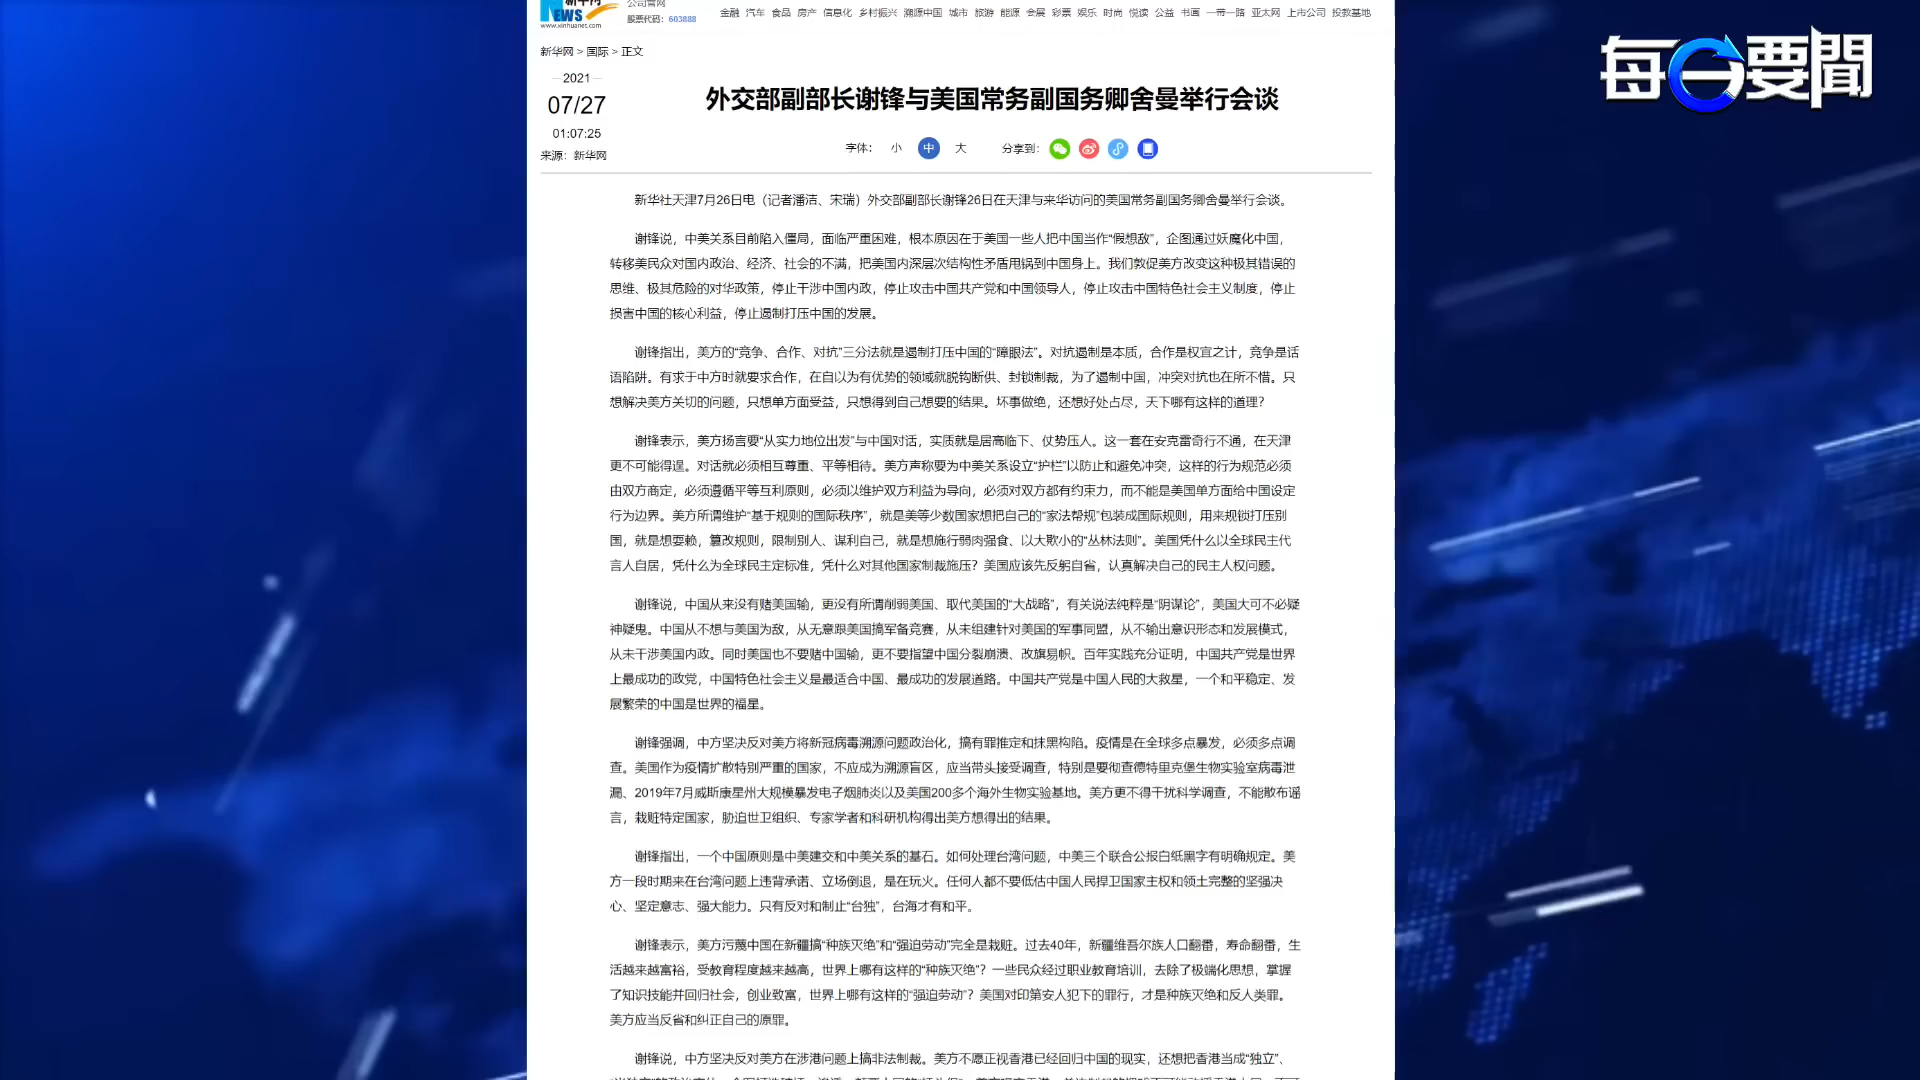 NEWS
www.xinhuanet.com
公司官网
股票代码：603888
金融 汽车 食品 房产 信息化 乡村振兴 溯源中国 城市 旅游 能源 会展 彩票 娱乐 时尚 悦读 公益 书画 一带一路 亚太网 上市公司 投教基地
每日要聞
新华网 > 国际 > 正文
2021
07/27
01:07:25
来源：新华网
外交部副部长谢锋与美国常务副国务卿舍曼举行会谈
字体： 小 中 大 分享到：
新华社天津7月26日电（记者潘洁、宋瑞）外交部副部长谢锋26日在天津与来华访问的美国常务副国务卿舍曼举行会谈。
谢锋说，中美关系目前陷入僵局，面临严重困难，根本原因在于美国一些人把中国当作“假想敌”，企图通过妖魔化中国，
转移美民众对国内政治、经济、社会的不满，把美国内深层次结构性矛盾甩锅到中国身上。我们敦促美方改变这种极其错误的
思维、极其危险的对华政策，停止干涉中国内政，停止攻击中国共产党和中国领导人，停止攻击中国特色社会主义制度，停止
损害中国的核心利益，停止遏制打压中国的发展。
谢锋指出，美方的“竞争、合作、对抗”三分法就是遏制打压中国的“障眼法”。对抗遏制是本质，合作是权宜之计，竞争是话
语陷阱。有求于中方时就要求合作，在自以为有优势的领域就脱钩断供、封锁制裁，为了遏制中国，冲突对抗也在所不惜。只
想解决美方关切的问题，只想单方面受益，只想得到自己想要的结果。坏事做绝，还想好处占尽，天下哪有这样的道理？
谢锋表示，美方扬言要“从实力地位出发”与中国对话，实质就是居高临下、仗势压人。这一套在安克雷奇行不通，在天津
更不可能得逞。对话就必须相互尊重、平等相待。美方声称要为中美关系设立“护栏”以防止和避免冲突，这样的行为规范必须
由双方商定，必须遵循平等互利原则，必须以维护双方利益为导向，必须对双方都有约束力，而不能是美国单方面给中国设定
行为边界。美方所谓维护“基于规则的国际秩序”，就是美等少数国家想把自己的“家法帮规”包装成国际规则，用来规锁打压别
国，就是想耍赖，篡改规则，限制别人、谋利自己，就是想施行弱肉强食、以大欺小的“丛林法则”。美国凭什么以全球民主代
言人自居，凭什么为全球民主定标准，凭什么对其他国家制裁施压？美国应该先反躬自省，认真解决自己的民主人权问题。
谢锋说，中国从来没有赌美国输，更没有所谓削弱美国、取代美国的“大战略”，有关说法纯粹是“阴谋论”，美国大可不必疑
神疑鬼。中国从不想与美国为敌，从无意跟美国搞军备竞赛，从未组建针对美国的军事同盟，从不输出意识形态和发展模式，
从未干涉美国内政。同时美国也不要赌中国输，更不要指望中国分裂崩溃、改旗易帜。百年实践充分证明，中国共产党是世界
上最成功的政党，中国特色社会主义是最适合中国、最成功的发展道路。中国共产党是中国人民的大救星，一个和平稳定、发
展繁荣的中国是世界的福星。
谢锋强调，中方坚决反对美方将新冠病毒溯源问题政治化，搞有罪推定和抹黑构陷。疫情是在全球多点暴发，必须多点调
查。美国作为疫情扩散特别严重的国家，不应成为溯源盲区，应当带头接受调查，特别是要彻查德特里克堡生物实验室病毒泄
漏、2019年7月威斯康星州大规模暴发电子烟肺炎以及美国200多个海外生物实验基地。美方更不得干扰科学调查，不能散布谣
言，栽赃特定国家，胁迫世卫组织、专家学者和科研机构得出美方想得出的结果。
谢锋指出，一个中国原则是中美建交和中美关系的基石。如何处理台湾问题，中美三个联合公报白纸黑字有明确规定。美
方一段时期来在台湾问题上违背承诺、立场倒退，是在玩火。任何人都不要低估中国人民捍卫国家主权和领土完整的坚强决
心、坚定意志、强大能力。只有反对和制止“台独”，台海才有和平。
谢锋表示，美方污蔑中国在新疆搞“种族灭绝”和“强迫劳动”完全是栽赃。过去40年，新疆维吾尔族人口翻番，寿命翻番，生
活越来越富裕，受教育程度越来越高，世界上哪有这样的“种族灭绝”？一些民众经过职业教育培训，去除了极端化思想，掌握
了知识技能并回归社会，创业致富，世界上哪有这样的“强迫劳动”？美国对印第安人犯下的罪行，才是种族灭绝和反人类罪。
美方应当反省和纠正自己的原罪。
谢锋说，中方坚决反对美方在涉港问题上搞非法制裁。美方不愿正视香港已经回归中国的现实，还想把香港当成“独立”、